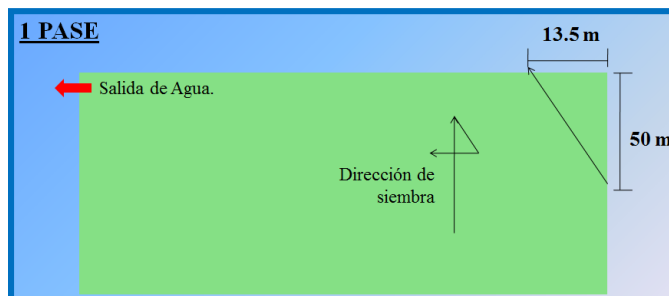 1 PASE
13.5 m
Salida de Agua.
50 m
Dirección de
siembra